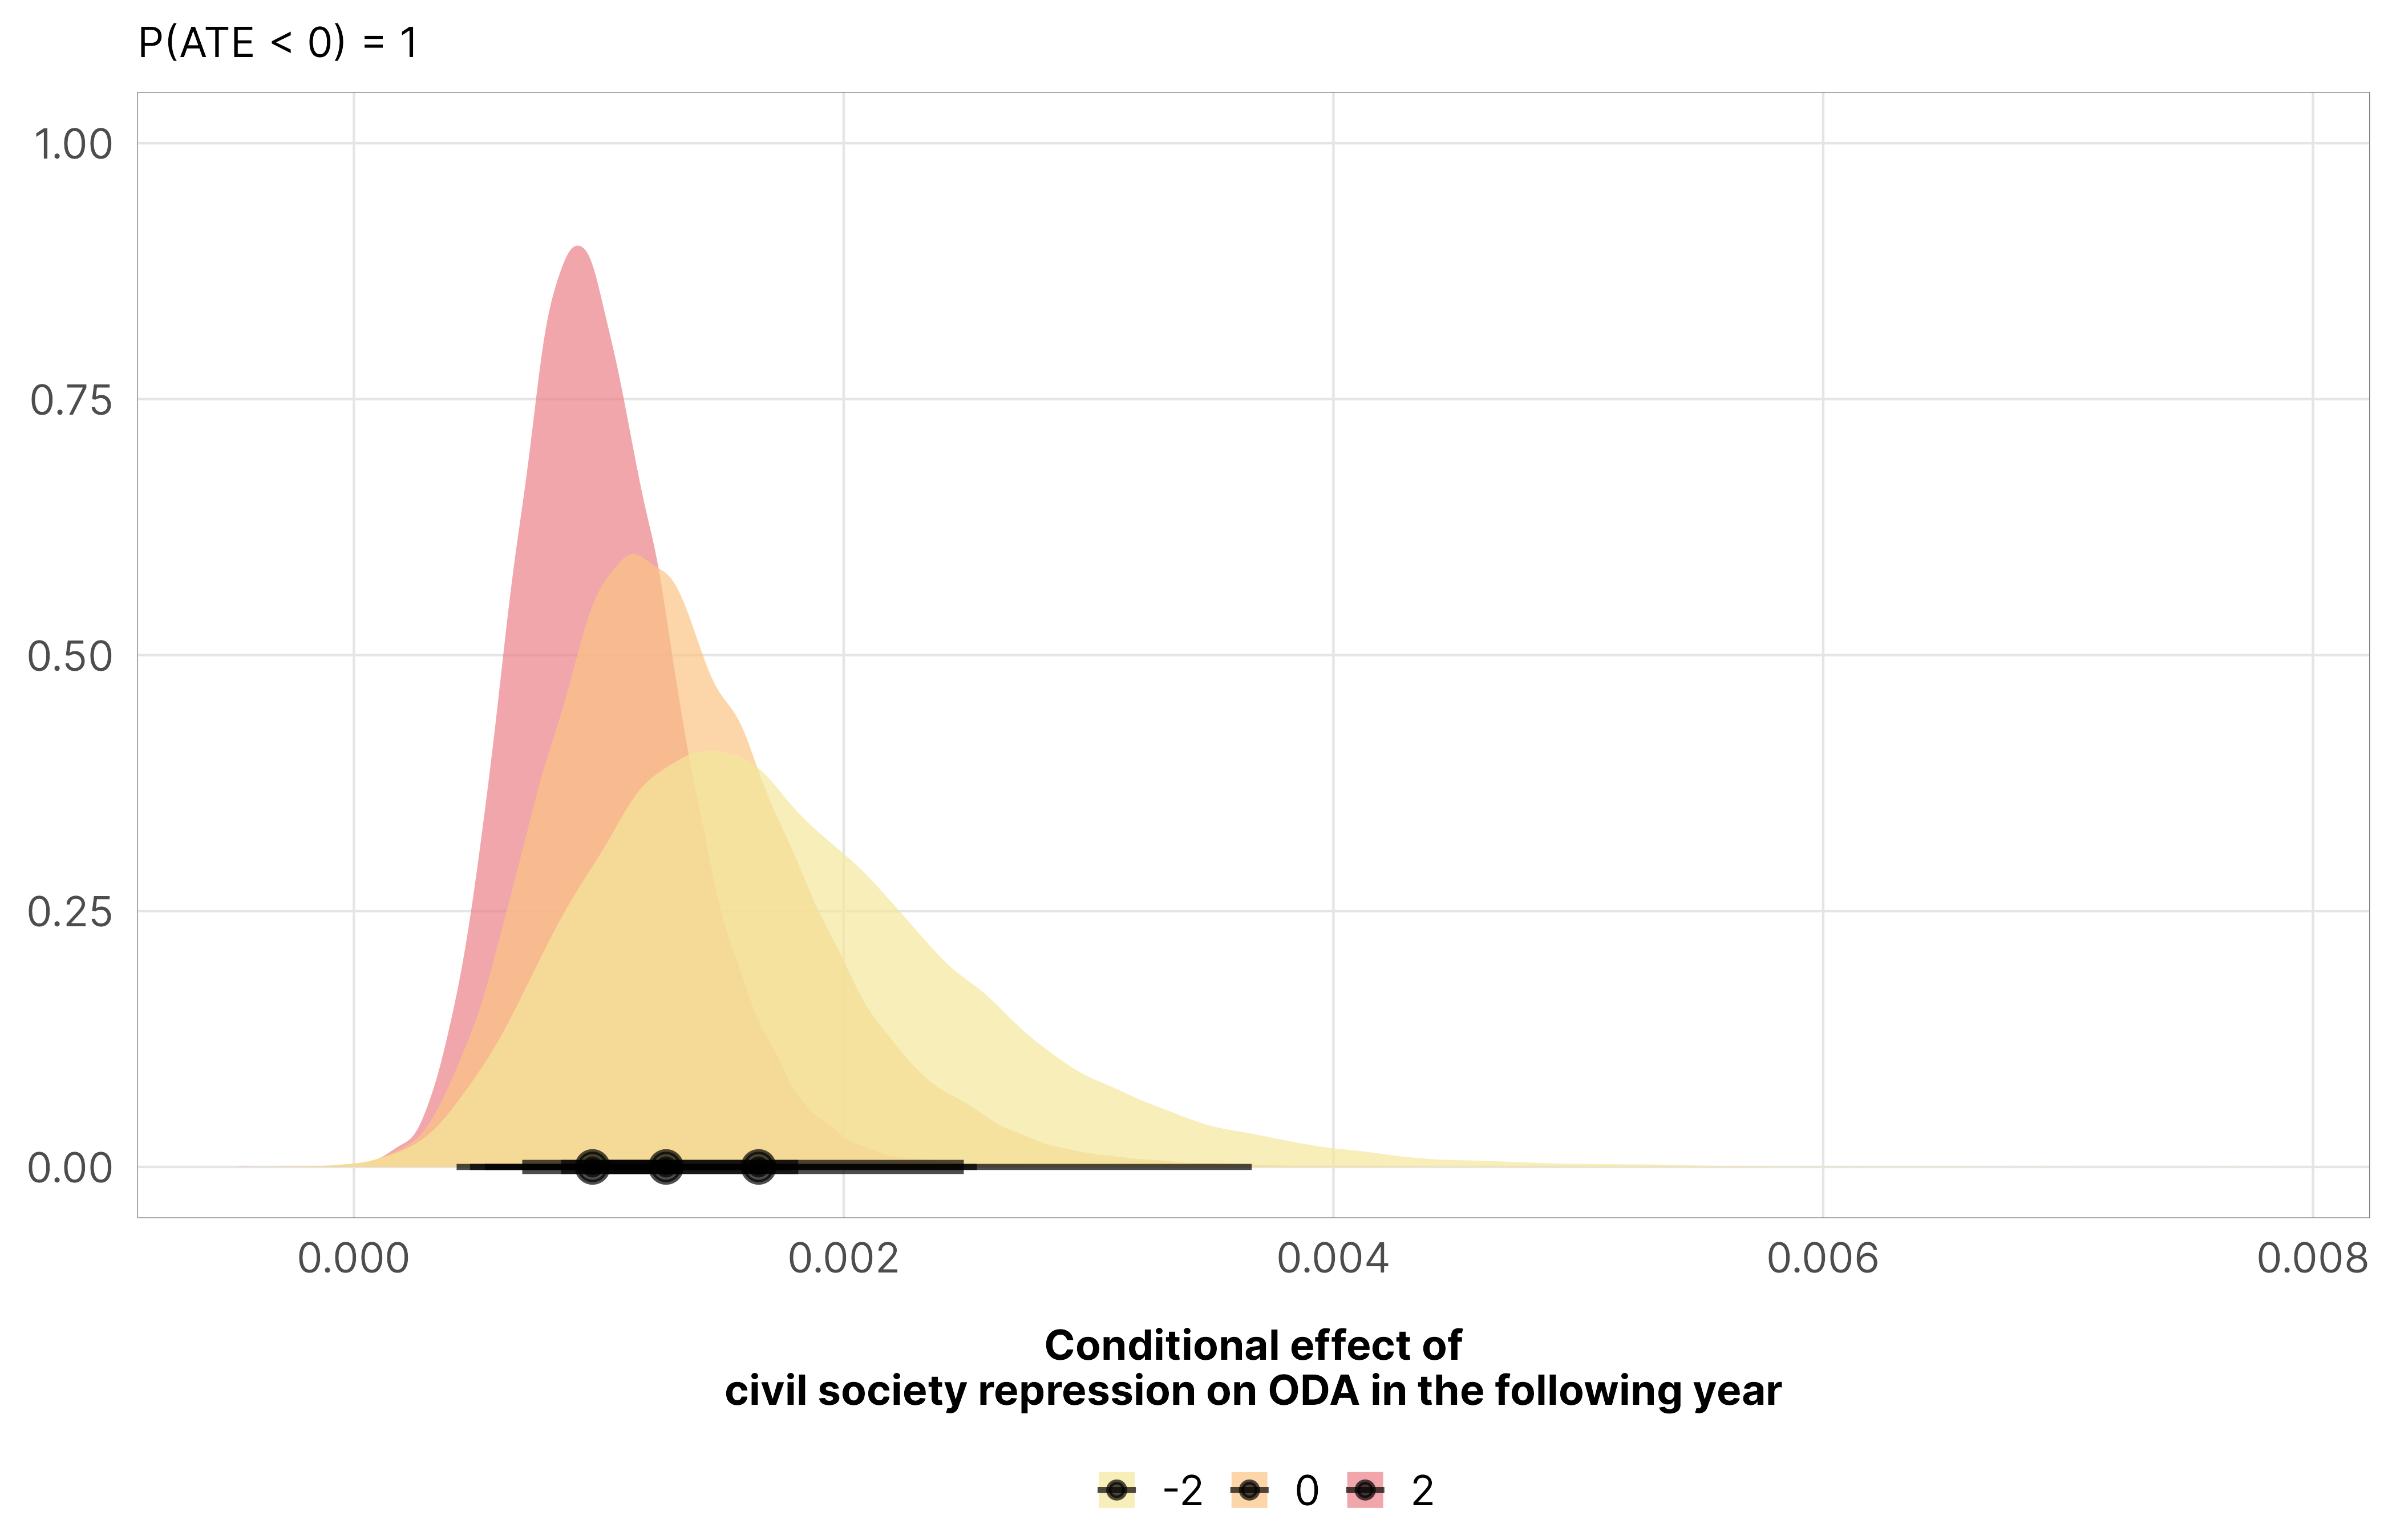 P(ATE < 0) = 1
1.00
0.75
0.50
0.25
0.00
0.000 0.002 0.004 0.006 0.008
Conditional effect of
civil society repression on ODA in the following year
-2 0 2